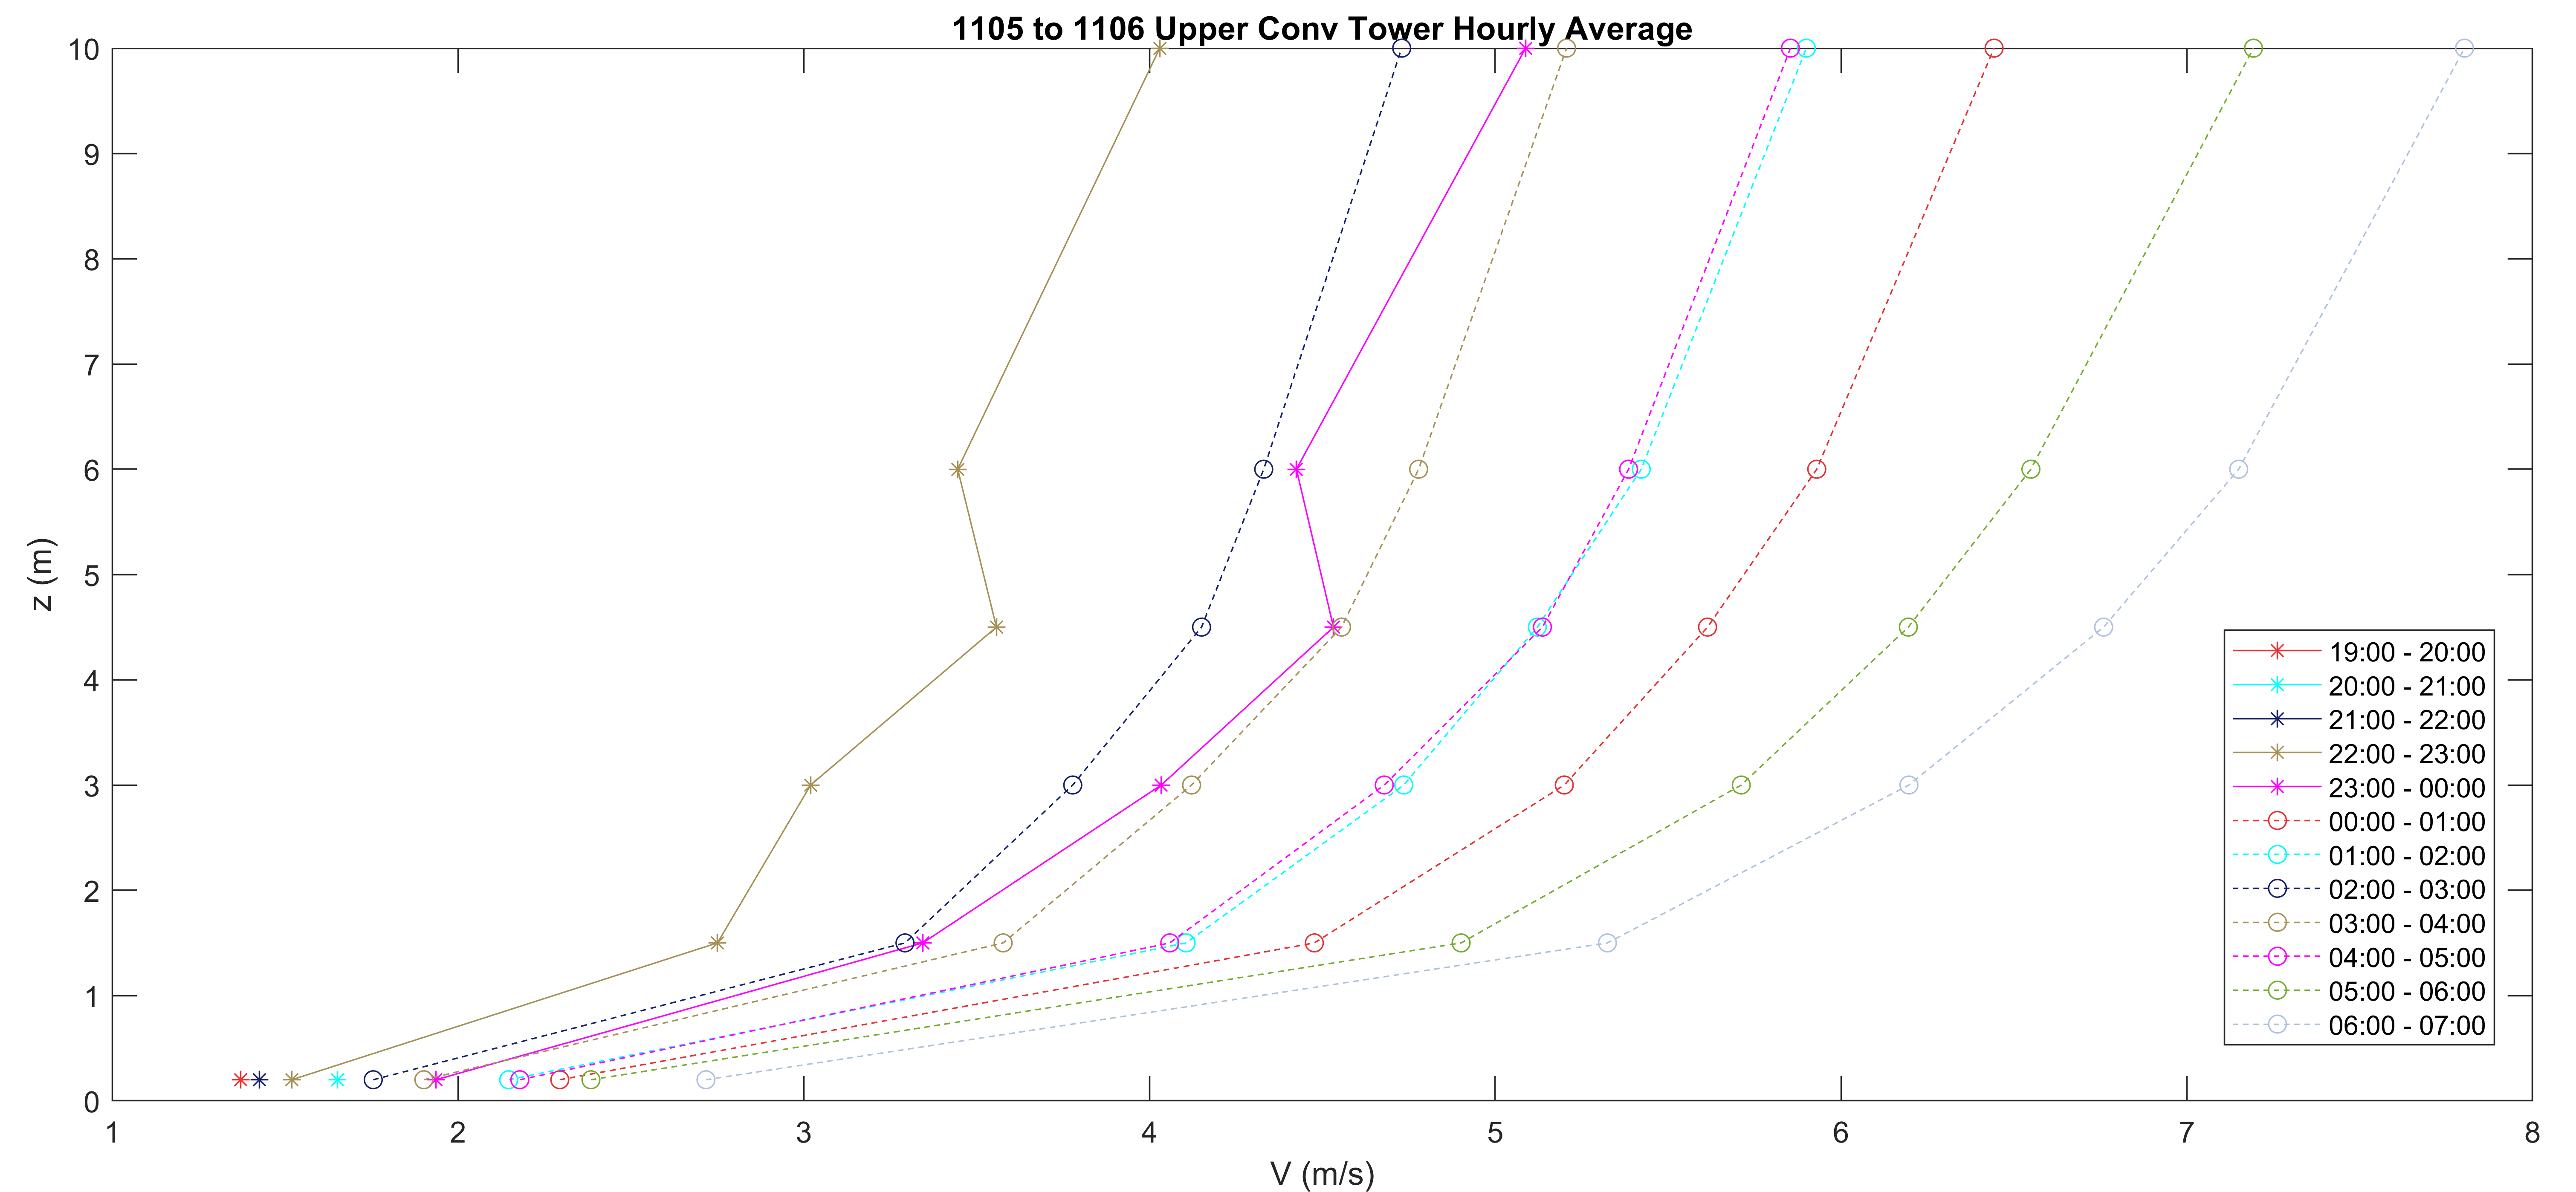 1105 to 1106 Upper Conv Tower Hourly Average
10
9
8
7
6
5
4
3
2
1
0
z (m)
1 2 3 4 5 6 7 8
V (m/s)
19:00 - 20:00
20:00 - 21:00
21:00 - 22:00
22:00 - 23:00
23:00 - 00:00
00:00 - 01:00
01:00 - 02:00
02:00 - 03:00
03:00 - 04:00
04:00 - 05:00
05:00 - 06:00
06:00 - 07:00